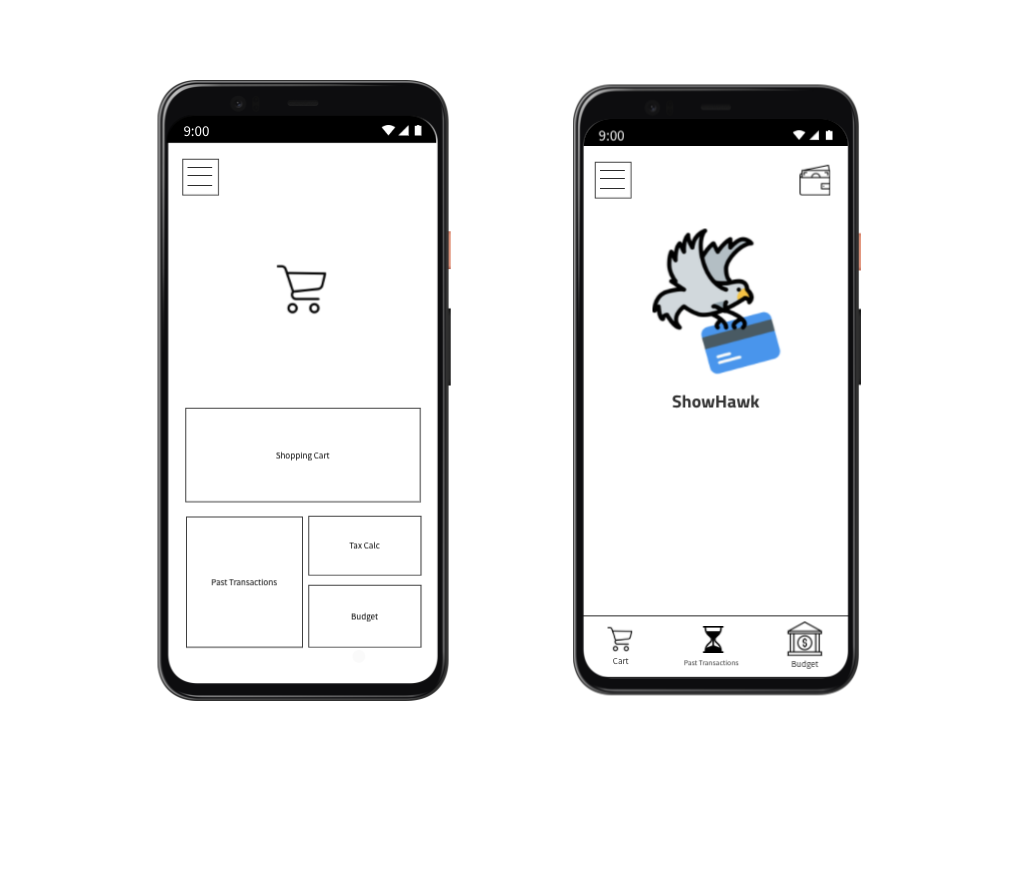 9:00
Shopping Cart
Past Transactions
Tax Calc
Budget
9:00
ShowHawk
Cart
Past Transactions
Budget